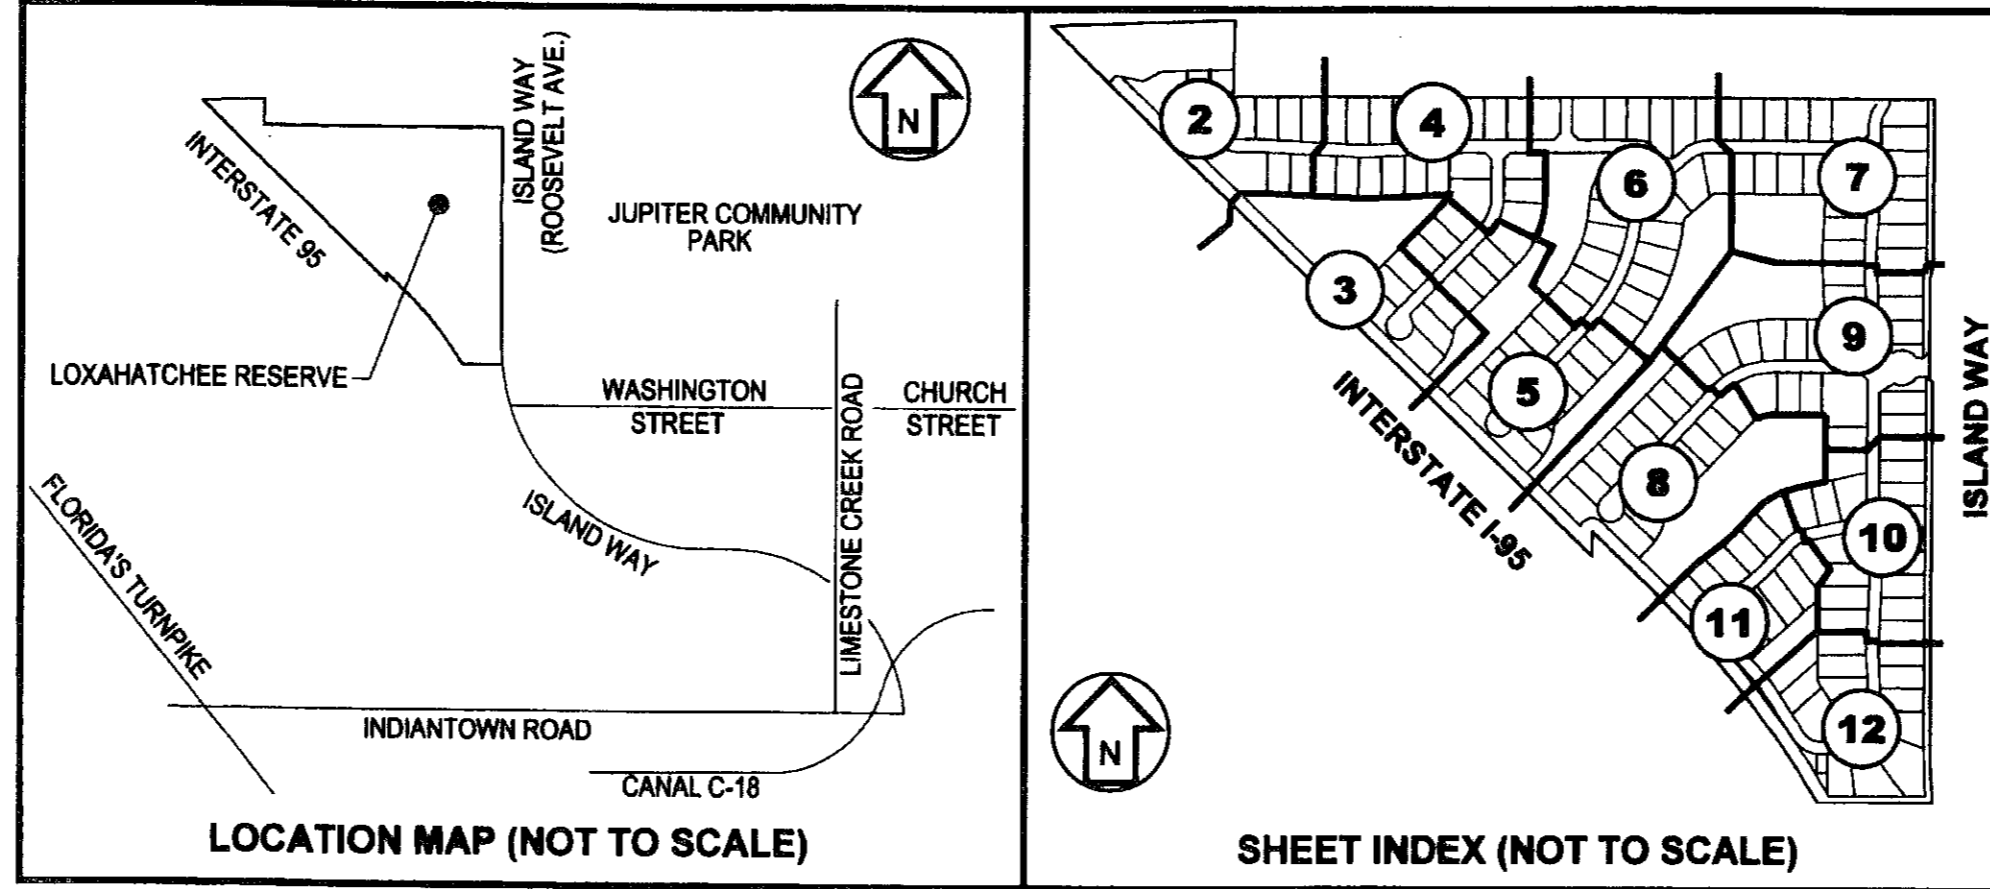 ISLAND WAY
(ROOSEVELT AVE.)
N
INTERSTATE 95
JUPITER COMMUNITY
PARK
LOXAHATCHEE RESERVE
WASHINGTON
STREET
CHURCH
STREET
LIMESTONE CREEK ROAD
FLORIDA'S TURNPIKE
ISLAND WAY
INDIANTOWN ROAD
CANAL C-18
LOCATION MAP (NOT TO SCALE)
2
4
6
7
3
9
5
8
10
11
12
INTERSTATE I-95
ISLAND WAY
N
SHEET INDEX (NOT TO SCALE)